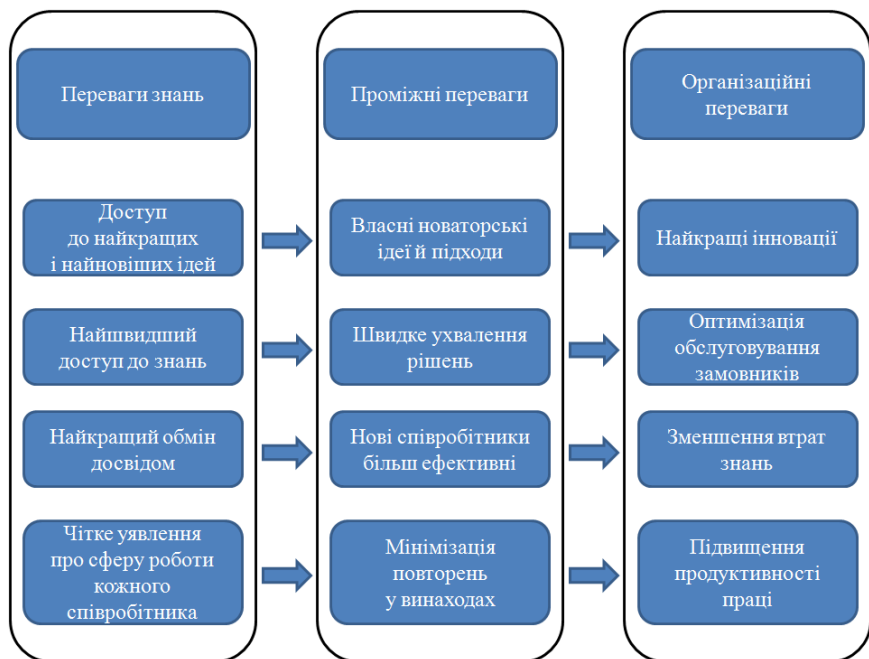 Переваги знань
Проміжні переваги
Організаційні
переваги
Доступ
до найкращих
і найновіших ідей
Власні новаторські
ідеї й підходи
Найкращі інновації
Найшвидший
доступ до знань
Швидке ухвалення
рішень
Оптимізація
обслуговування
замовників
Найкращий обмін
досвідом
Нові співробітники
більш ефективні
Зменшення втрат
знань
Чітке уявлення
про сферу роботи
кожного
співробітника
Мінімізація
повторень
у винаходах
Підвищення
продуктивності
праці